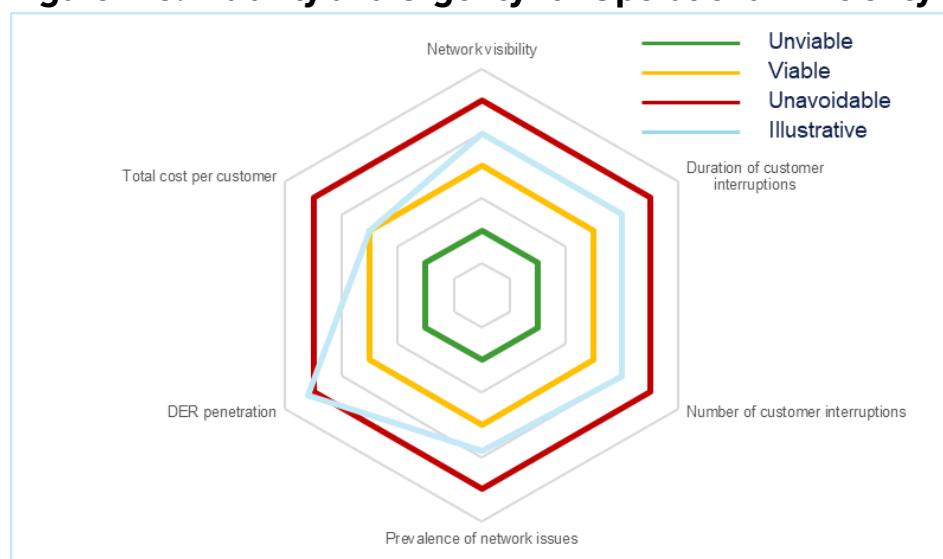 Network visibility
Unviable
Viable
Unavoidable
Illustrative
Total cost per customer
Duration of customer
interruptions
DER penetration
Number of customer interruptions
Prevalence of network issues